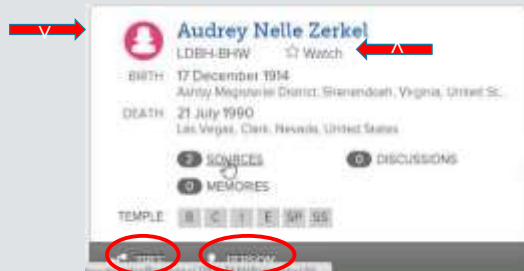 Audrey Nelle Zerkel
LDBH-BHW Watch
BIRTH 17 December 1914
Ashby Magisterial District, Shenandoah, Virginia, United St...
DEATH 21 July 1990
Las Vegas, Clark, Nevada, United States
2 SOURCES 0 DISCUSSIONS
0 MEMORIES
TEMPLE B C I E SP SS
TREE PERSON